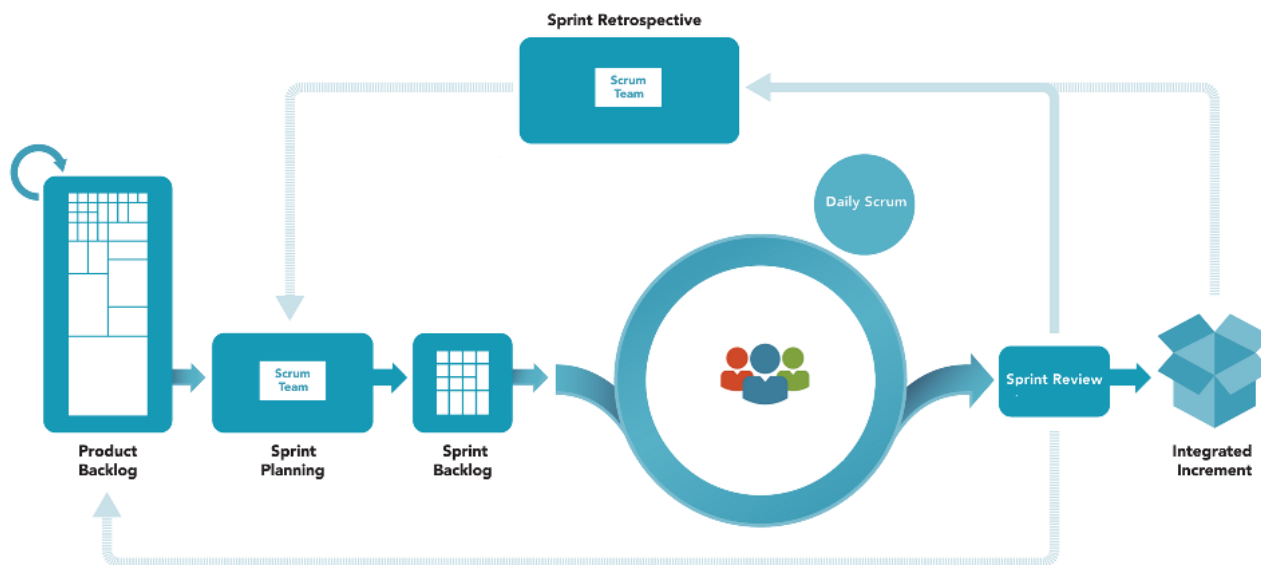 Sprint Retrospective
Scrum
Team
Daily Scrum
Scrum
Team
Sprint Review
Product
Backlog
Sprint
Planning
Sprint
Backlog
Integrated
Increment